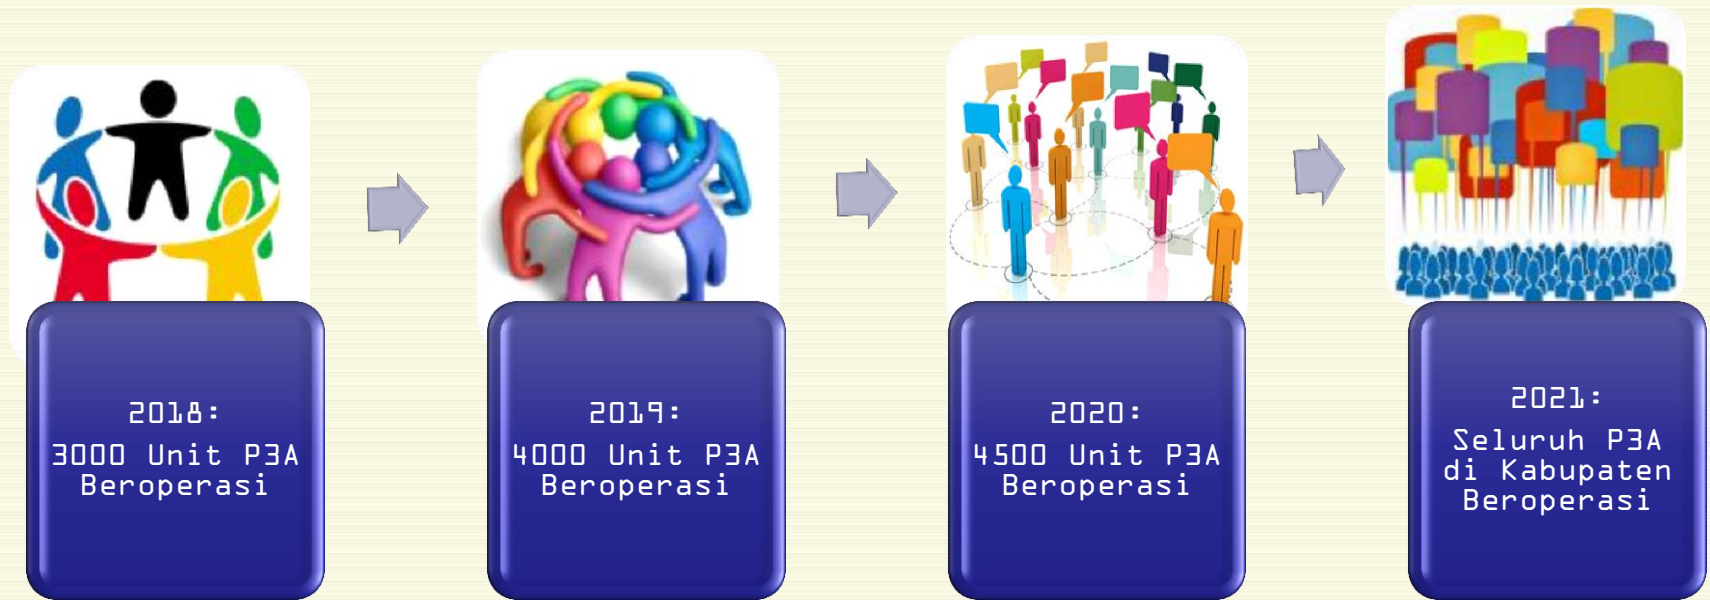 2018:
3000 Unit P3A
Beroperasi
2019:
4000 Unit P3A
Beroperasi
2020:
4500 Unit P3A
Beroperasi
2021:
Seluruh P3A
di Kabupaten
Beroperasi